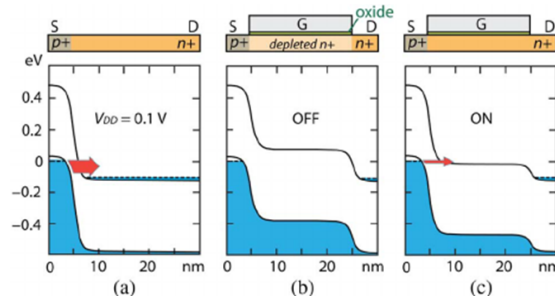 S D
p+ n+
S G oxide D
p+ depleted n+ n+
S G D
p+ n+
eV
0.4
0.2
0
−0.2
−0.4
V_DD = 0.1 V
OFF
ON
0 10 20 nm
0 10 20 nm
0 10 20 nm
(a) (b) (c)